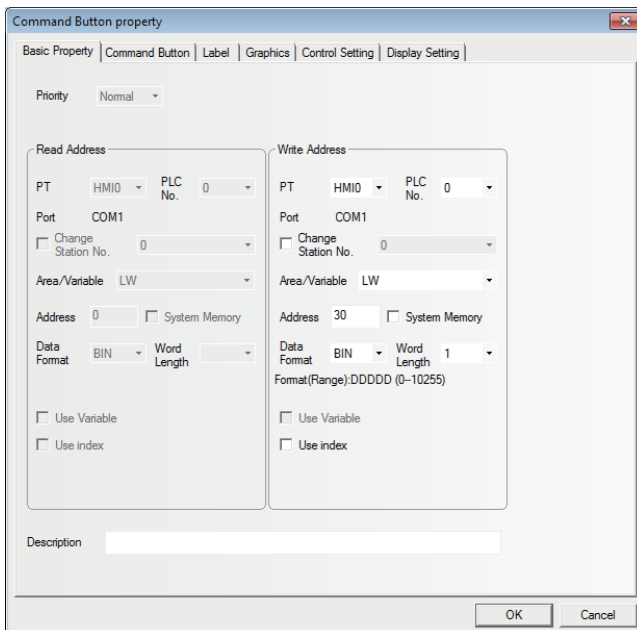 Command Button property
Basic Property Command Button Label Graphics Control Setting Display Setting
Priority Normal
Read Address
PT HMI0 PLC No. 0
Port COM1
Change Station No. 0
Area/Variable LW
Address 0 System Memory
Data Format BIN Word Length
Use Variable
Use index
Write Address
PT HMI0 PLC No. 0
Port COM1
Change Station No. 0
Area/Variable LW
Address 30 System Memory
Data Format BIN Word Length 1
Format(Range):DDDDD (0--10255)
Use Variable
Use index
Description
OK Cancel